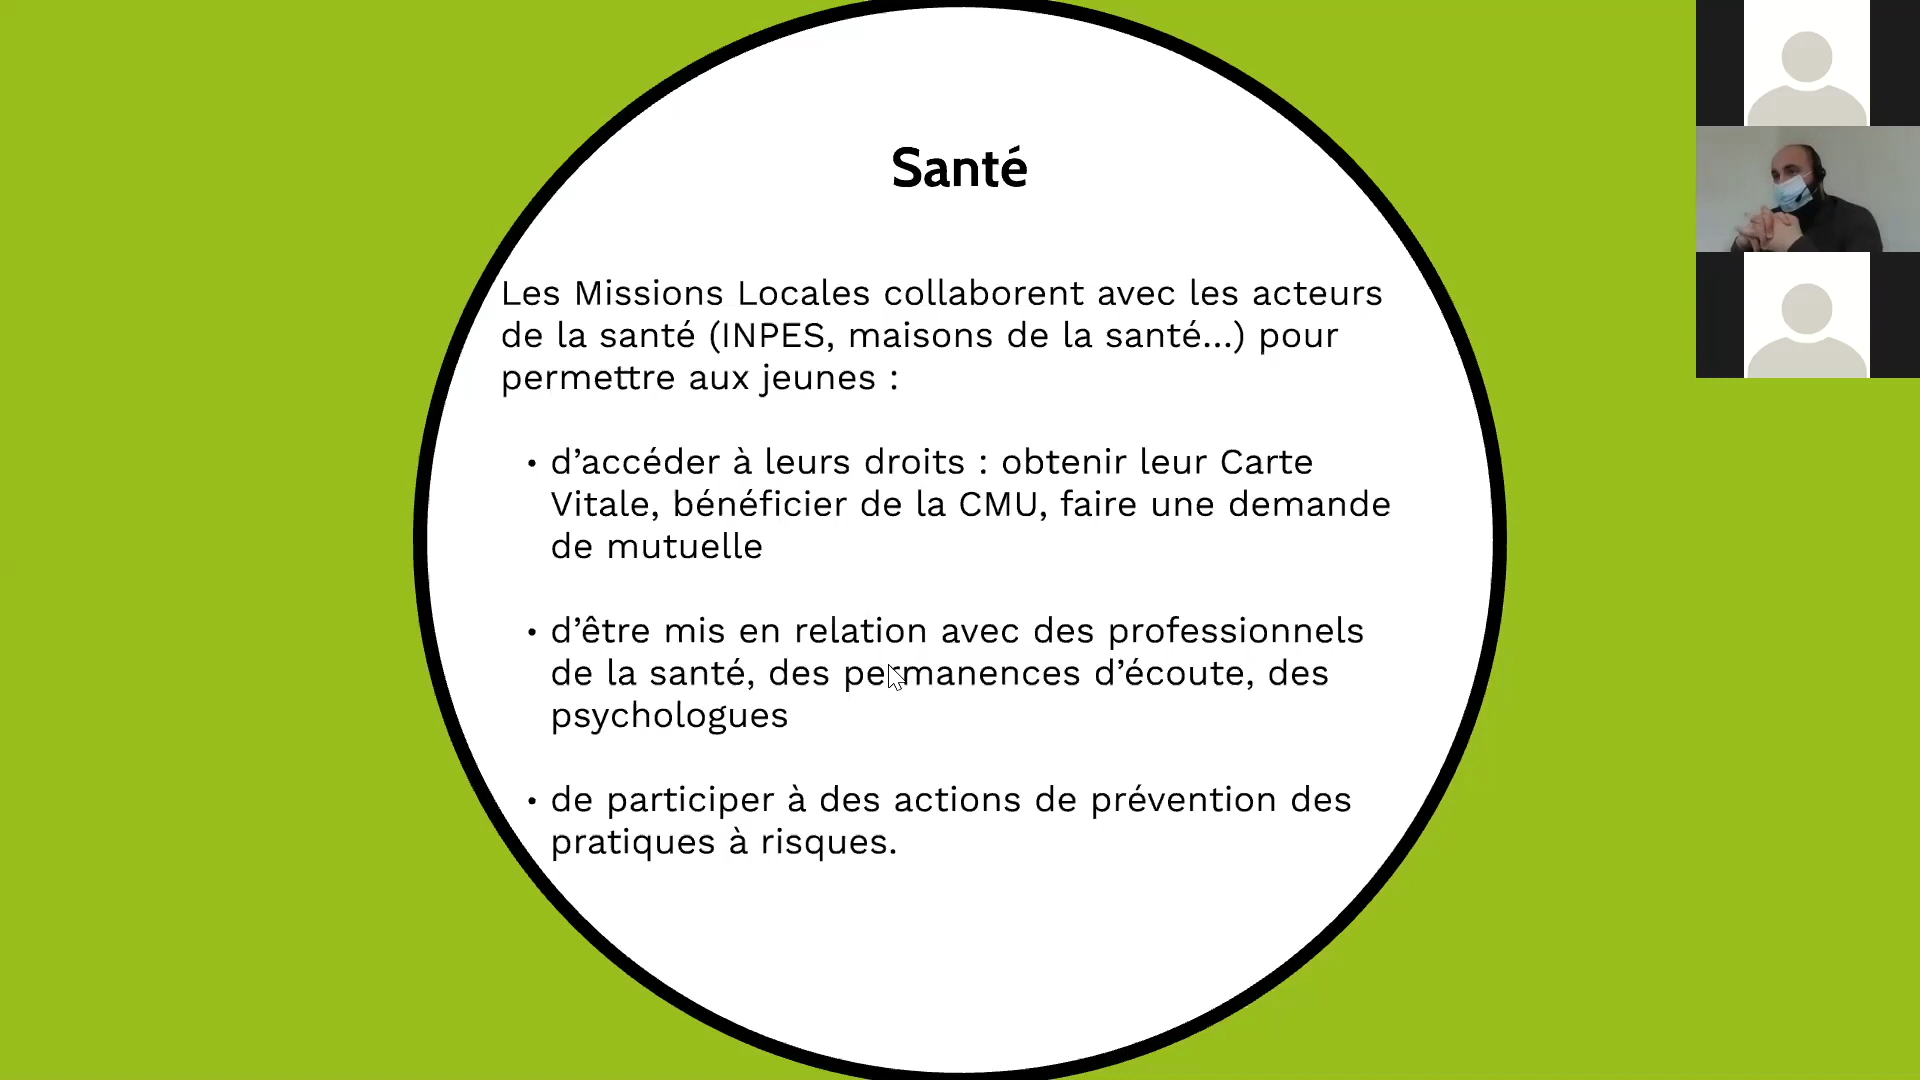 Santé
Les Missions Locales collaborent avec les acteurs
de la santé (INPES, maisons de la santé...) pour
permettre aux jeunes :
• d’accéder à leurs droits : obtenir leur Carte
Vitale, bénéficier de la CMU, faire une demande
de mutuelle
• d’être mis en relation avec des professionnels
de la santé, des permanences d’écoute, des
psychologues
• de participer à des actions de prévention des
pratiques à risques.